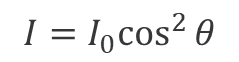 I = I₀cos² θ